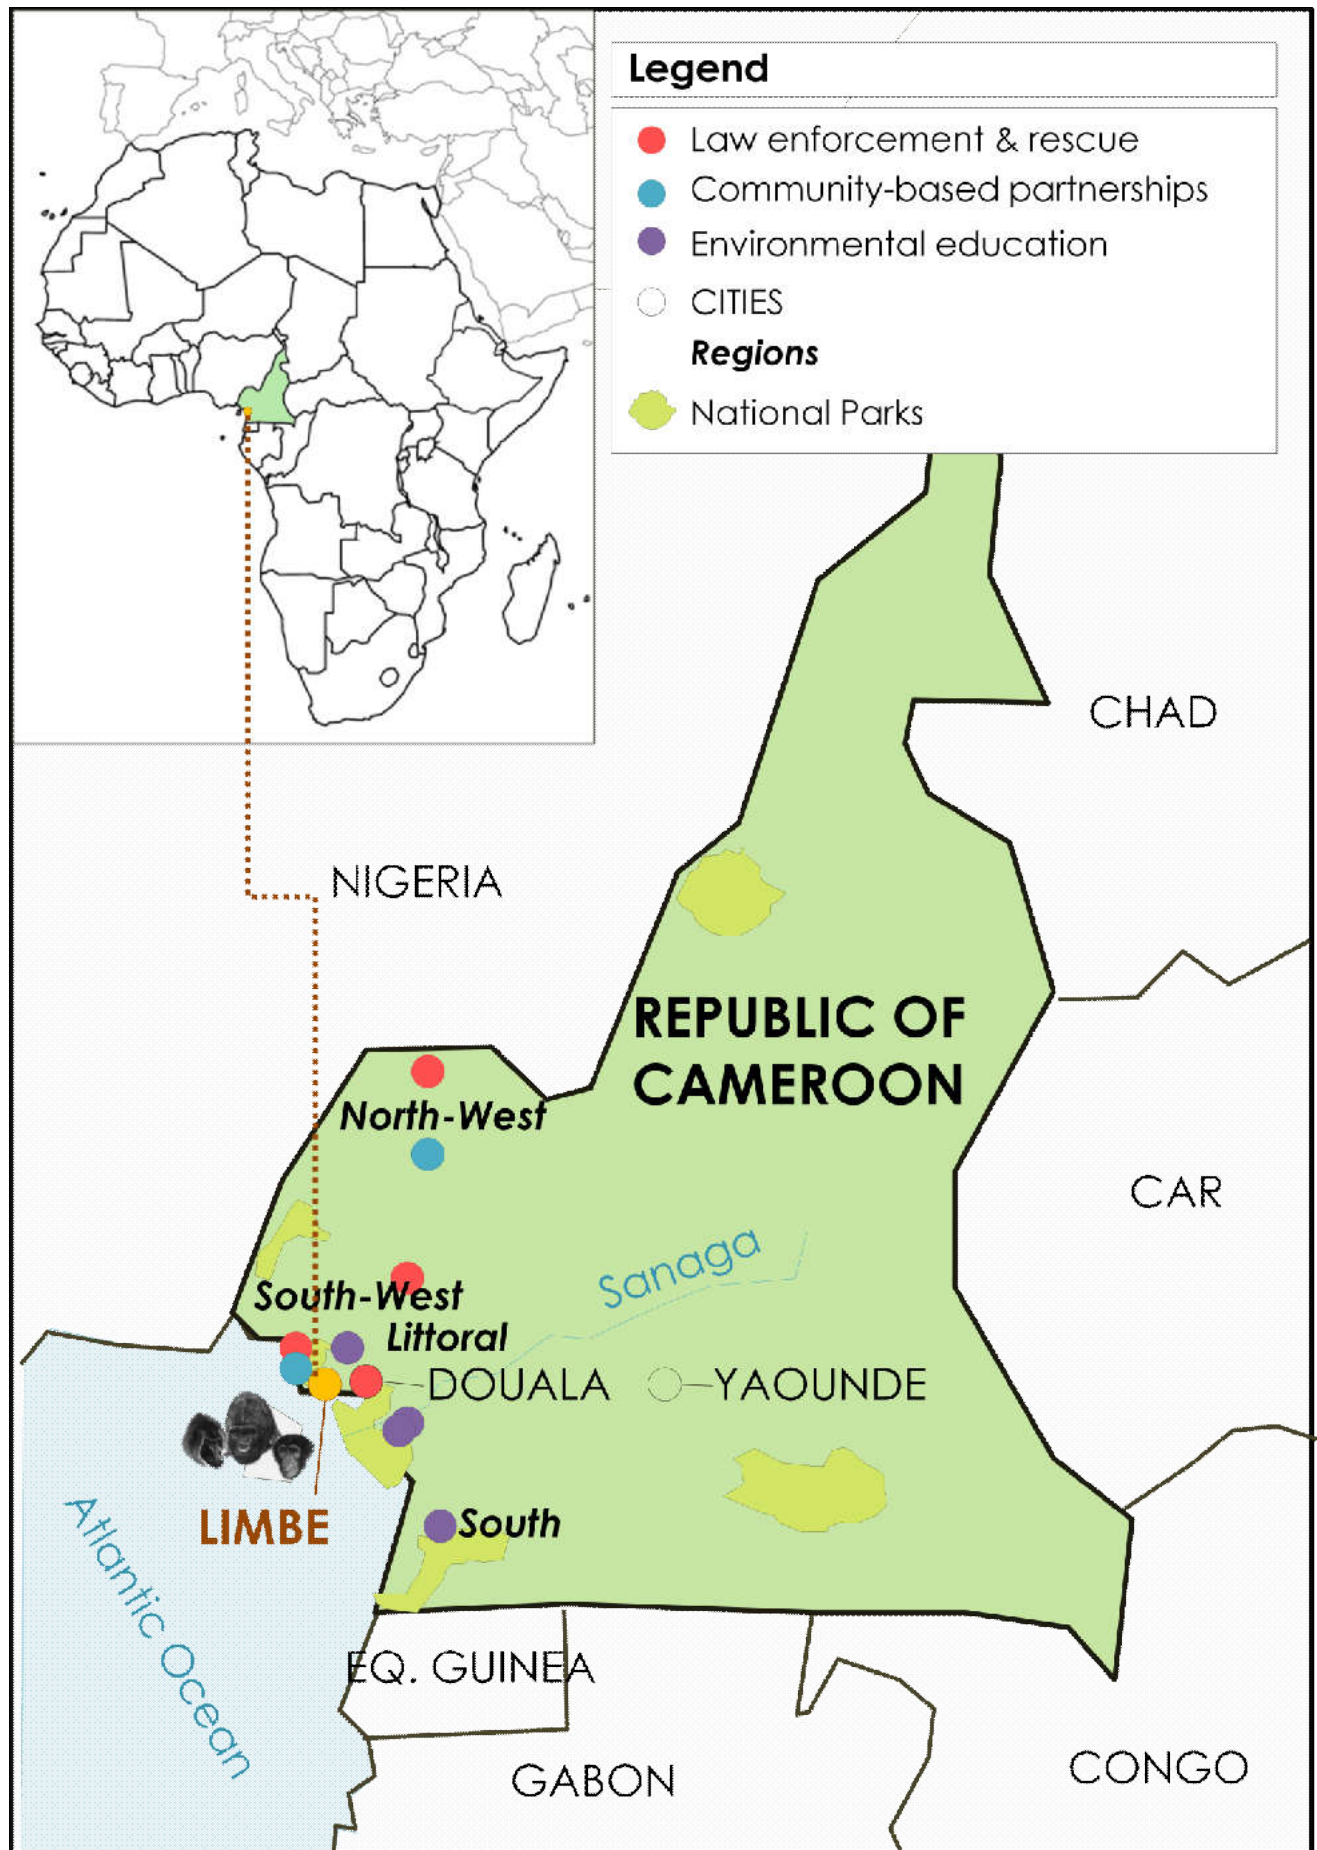 Legend
Law enforcement & rescue
Community-based partnerships
Environmental education
CITIES
Regions
National Parks
CHAD
NIGERIA
REPUBLIC OF
CAMEROON
North-West
CAR
Sanaga
South-West
Littoral
DOUALA
YAOUNDE
LIMBE
South
Atlantic Ocean
EQ. GUINEA
GABON
CONGO